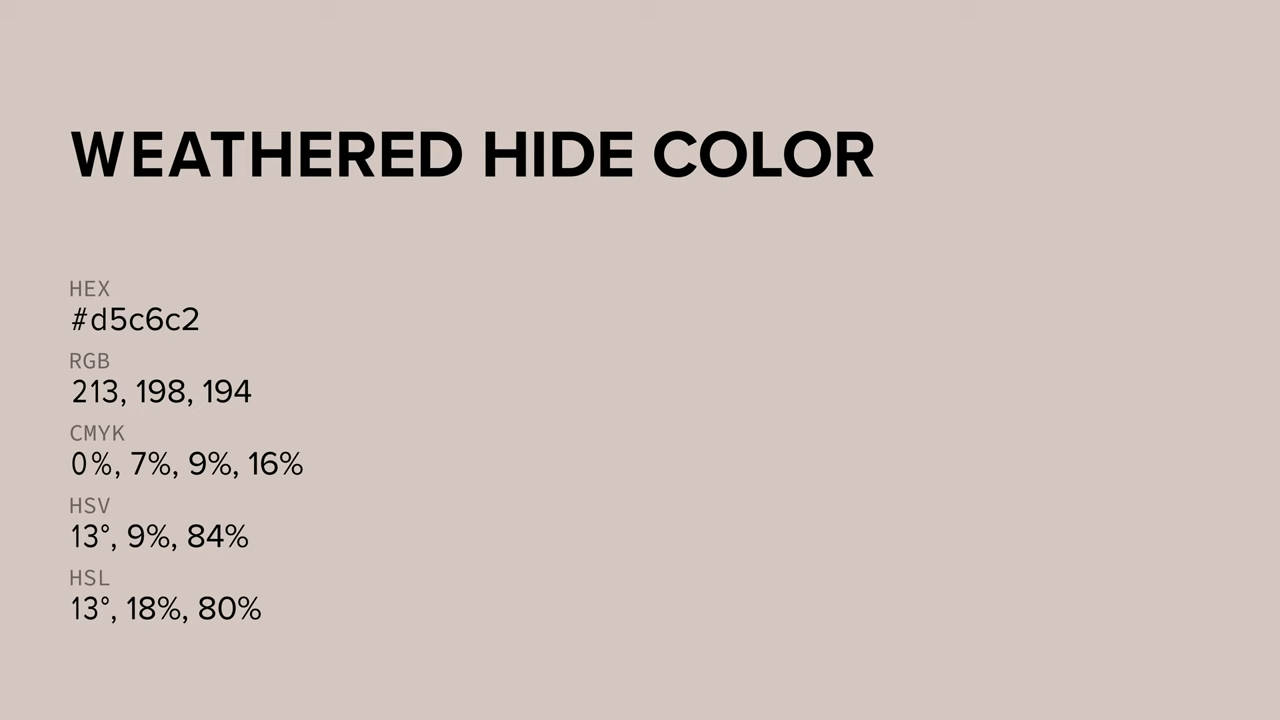 WEATHERED HIDE COLOR
HEX
#d5c6c2
RGB
213, 198, 194
CMYK
0%, 7%, 9%, 16%
HSV
13°, 9%, 84%
HSL
13°, 18%, 80%